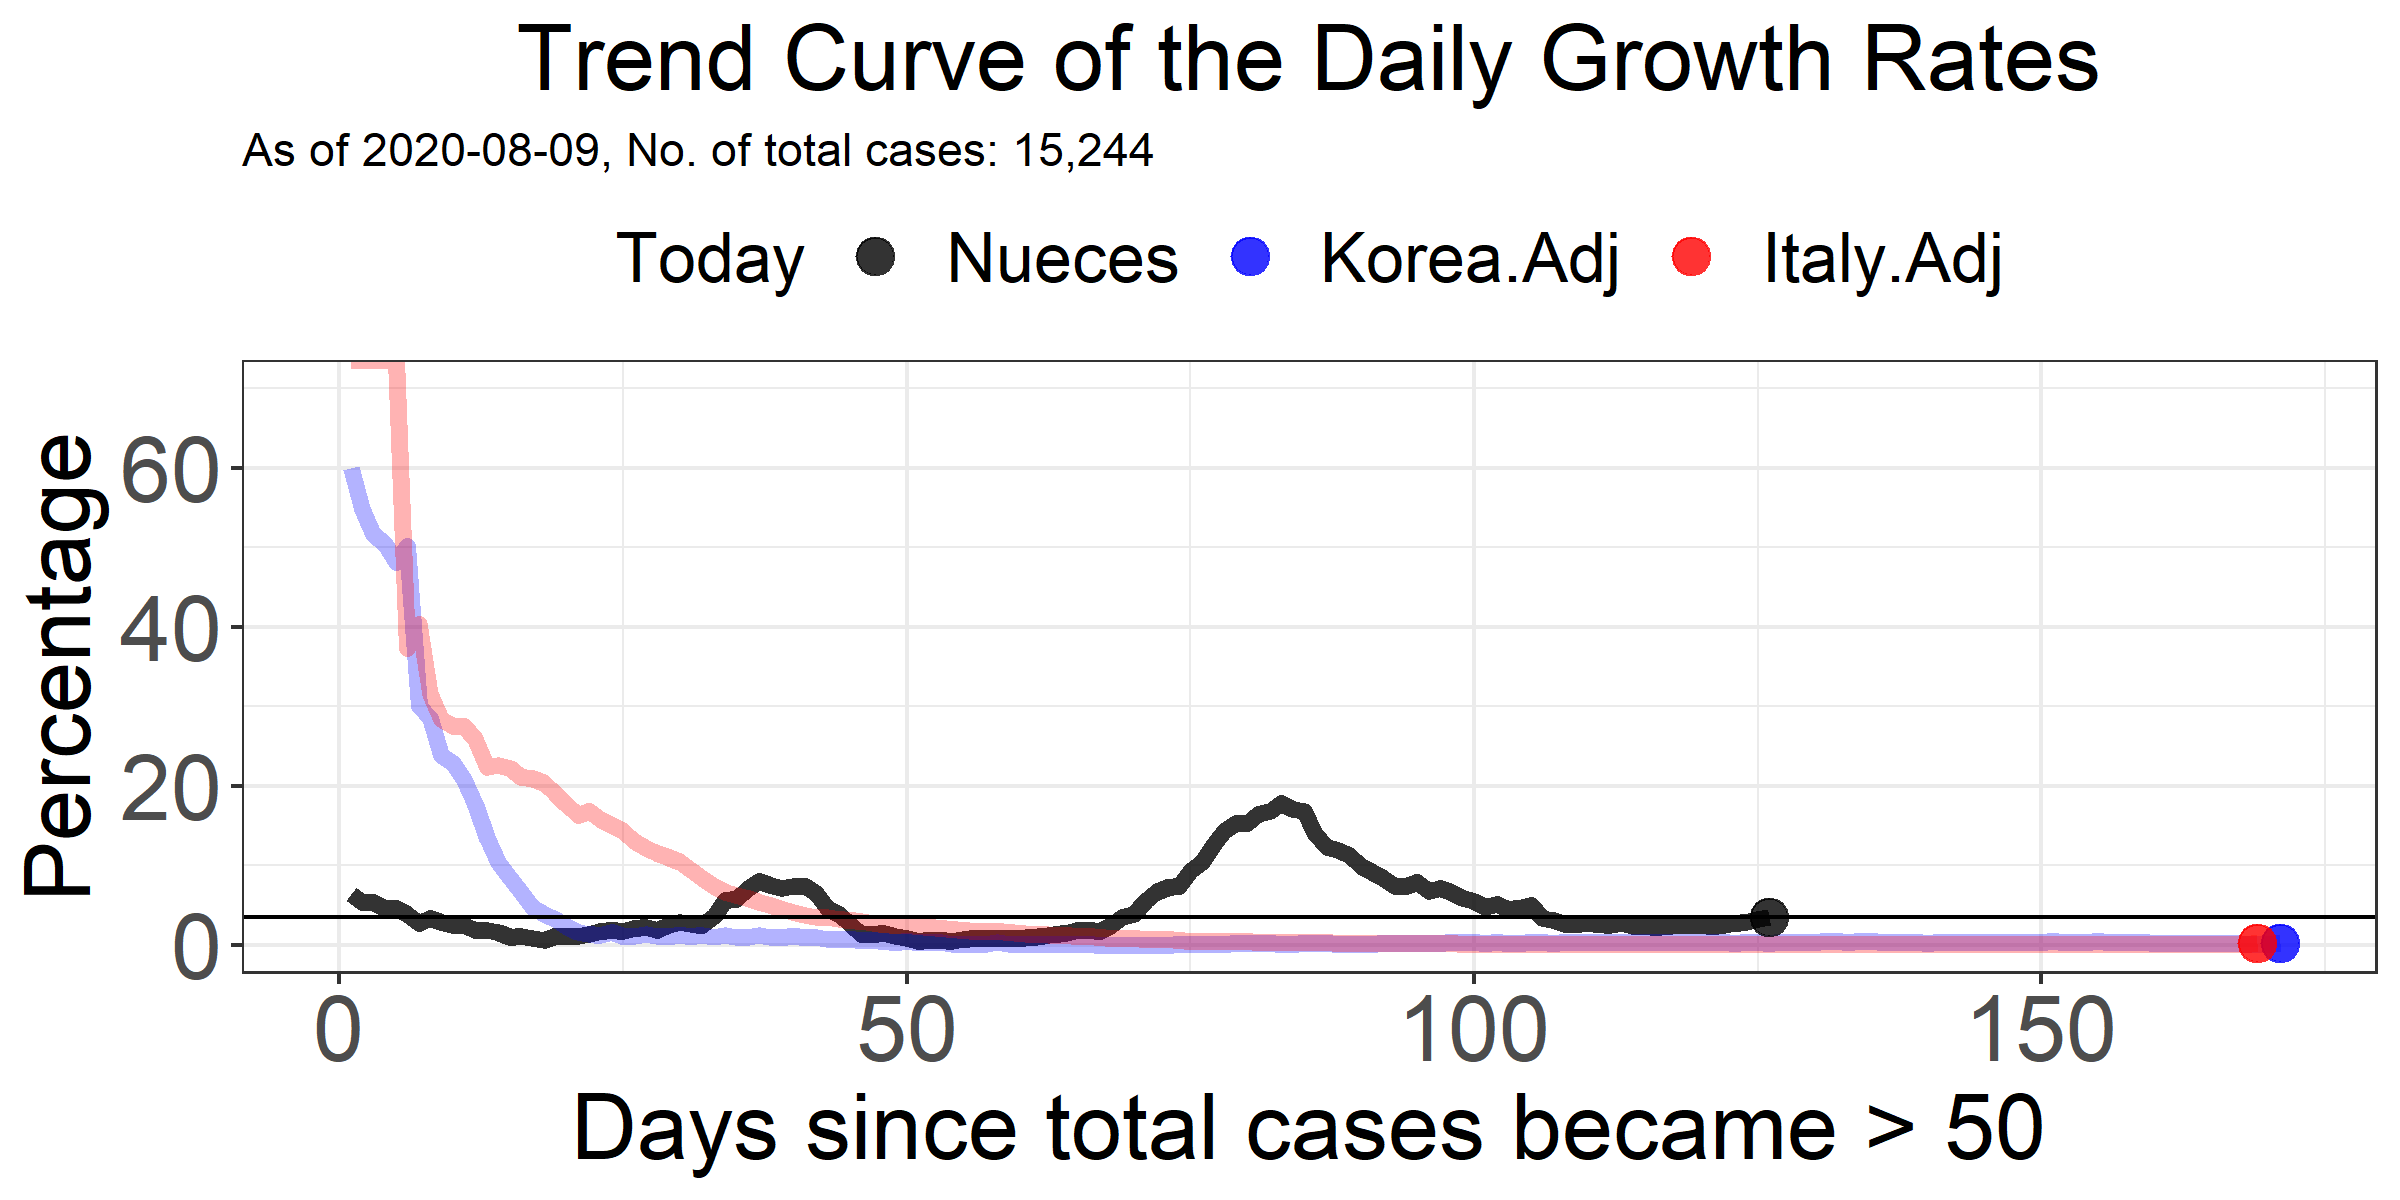 Trend Curve of the Daily Growth Rates
As of 2020-08-09, No. of total cases: 15,244
Today Nueces Korea.Adj Italy.Adj
Percentage
60
40
20
0
0 50 100 150
Days since total cases became > 50